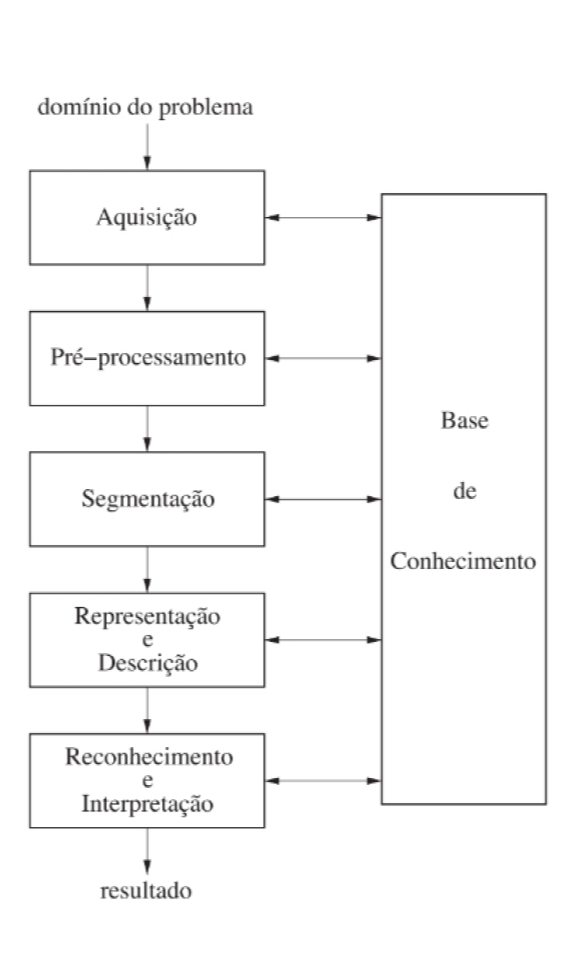 domínio do problema
Aquisição
Pré-processamento
Segmentação
Representação
e
Descrição
Reconhecimento
e
Interpretação
resultado
Base
de
Conhecimento